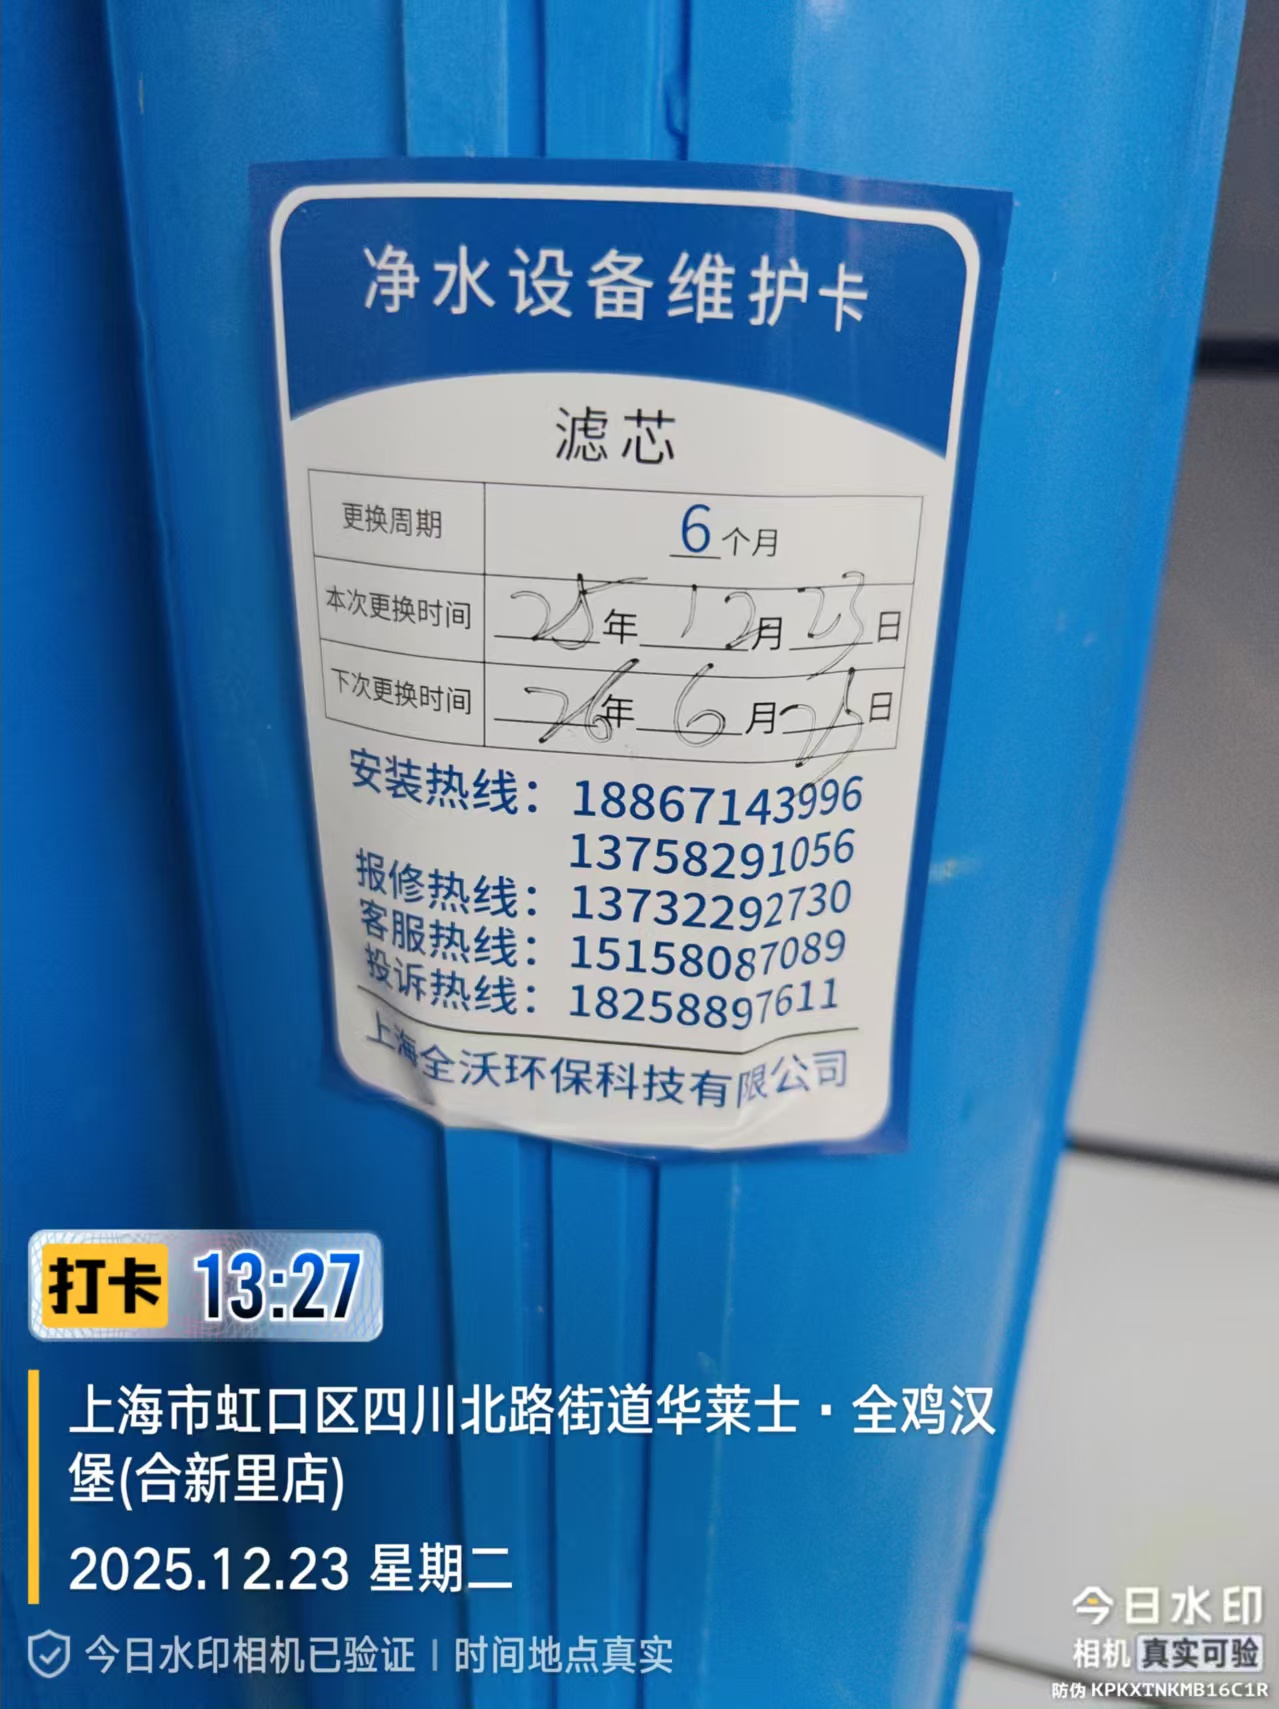 净水设备维护卡
滤芯
更换周期 6个月
本次更换时间 25年12月23日
下次更换时间 26年6月23日
安装热线：18867143996
13758291056
报修热线：13732292730
客服热线：15158087089
投诉热线：18258897611
上海全沃环保科技有限公司
打卡 13:27
上海市虹口区四川北路街道华莱士·全鸡汉
堡(合新里店)
2025.12.23 星期二
今日水印相机已验证 | 时间地点真实
今日水印
相机 真实可验
防伪 KPKXTNKMB16C1R